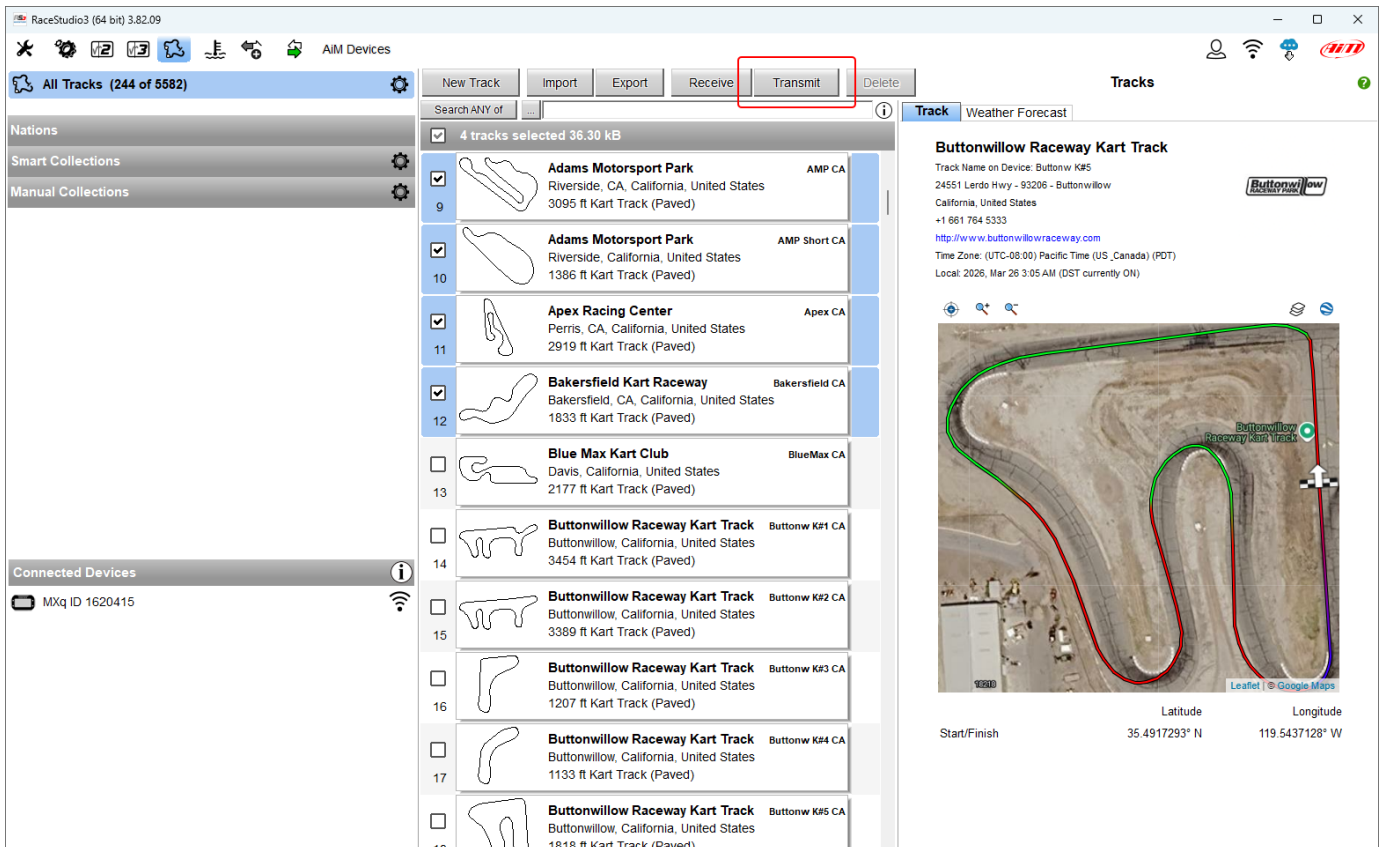 RaceStudio3 (64 bit) 3.82.09
AiM Devices
AiM
All Tracks (244 of 5582)
Nations
Smart Collections
Manual Collections
Connected Devices
MXq ID 1620415
New Track Import Export Receive Transmit Delete
Search ANY of ...
4 tracks selected 36.30 kB
Adams Motorsport Park AMP CA
Riverside, CA, California, United States
9 3095 ft Kart Track (Paved)
Adams Motorsport Park AMP Short CA
Riverside, California, United States
10 1386 ft Kart Track (Paved)
Apex Racing Center Apex CA
Perris, CA, California, United States
11 2919 ft Kart Track (Paved)
Bakersfield Kart Raceway Bakersfield CA
Bakersfield, CA, California, United States
12 1833 ft Kart Track (Paved)
Blue Max Kart Club BlueMax CA
Davis, California, United States
13 2177 ft Kart Track (Paved)
Buttonwillow Raceway Kart Track Buttonw K#1 CA
Buttonwillow, California, United States
14 3454 ft Kart Track (Paved)
Buttonwillow Raceway Kart Track Buttonw K#2 CA
Buttonwillow, California, United States
15 3389 ft Kart Track (Paved)
Buttonwillow Raceway Kart Track Buttonw K#3 CA
Buttonwillow, California, United States
16 1207 ft Kart Track (Paved)
Buttonwillow Raceway Kart Track Buttonw K#4 CA
Buttonwillow, California, United States
17 1133 ft Kart Track (Paved)
Buttonwillow Raceway Kart Track Buttonw K#5 CA
Buttonwillow, California, United States
18 1818 ft Kart Track (Paved)
Tracks
Track Weather Forecast
Buttonwillow Raceway Kart Track
Track Name on Device: Buttonw K#5
24551 Lerdo Hwy - 93206 - Buttonwillow
California, United States
+1 661 764 5333
http://www.buttonwillowraceway.com
Time Zone: (UTC-08:00) Pacific Time (US _Canada) (PDT)
Local: 2026, Mar 26 3:05 AM (DST currently ON)
Buttonwillow
RACEWAY PARK
Buttonwillow
Raceway Kart Track
Leaflet | © Google Maps
Latitude Longitude
Start/Finish 35.4917293° N 119.5437128° W